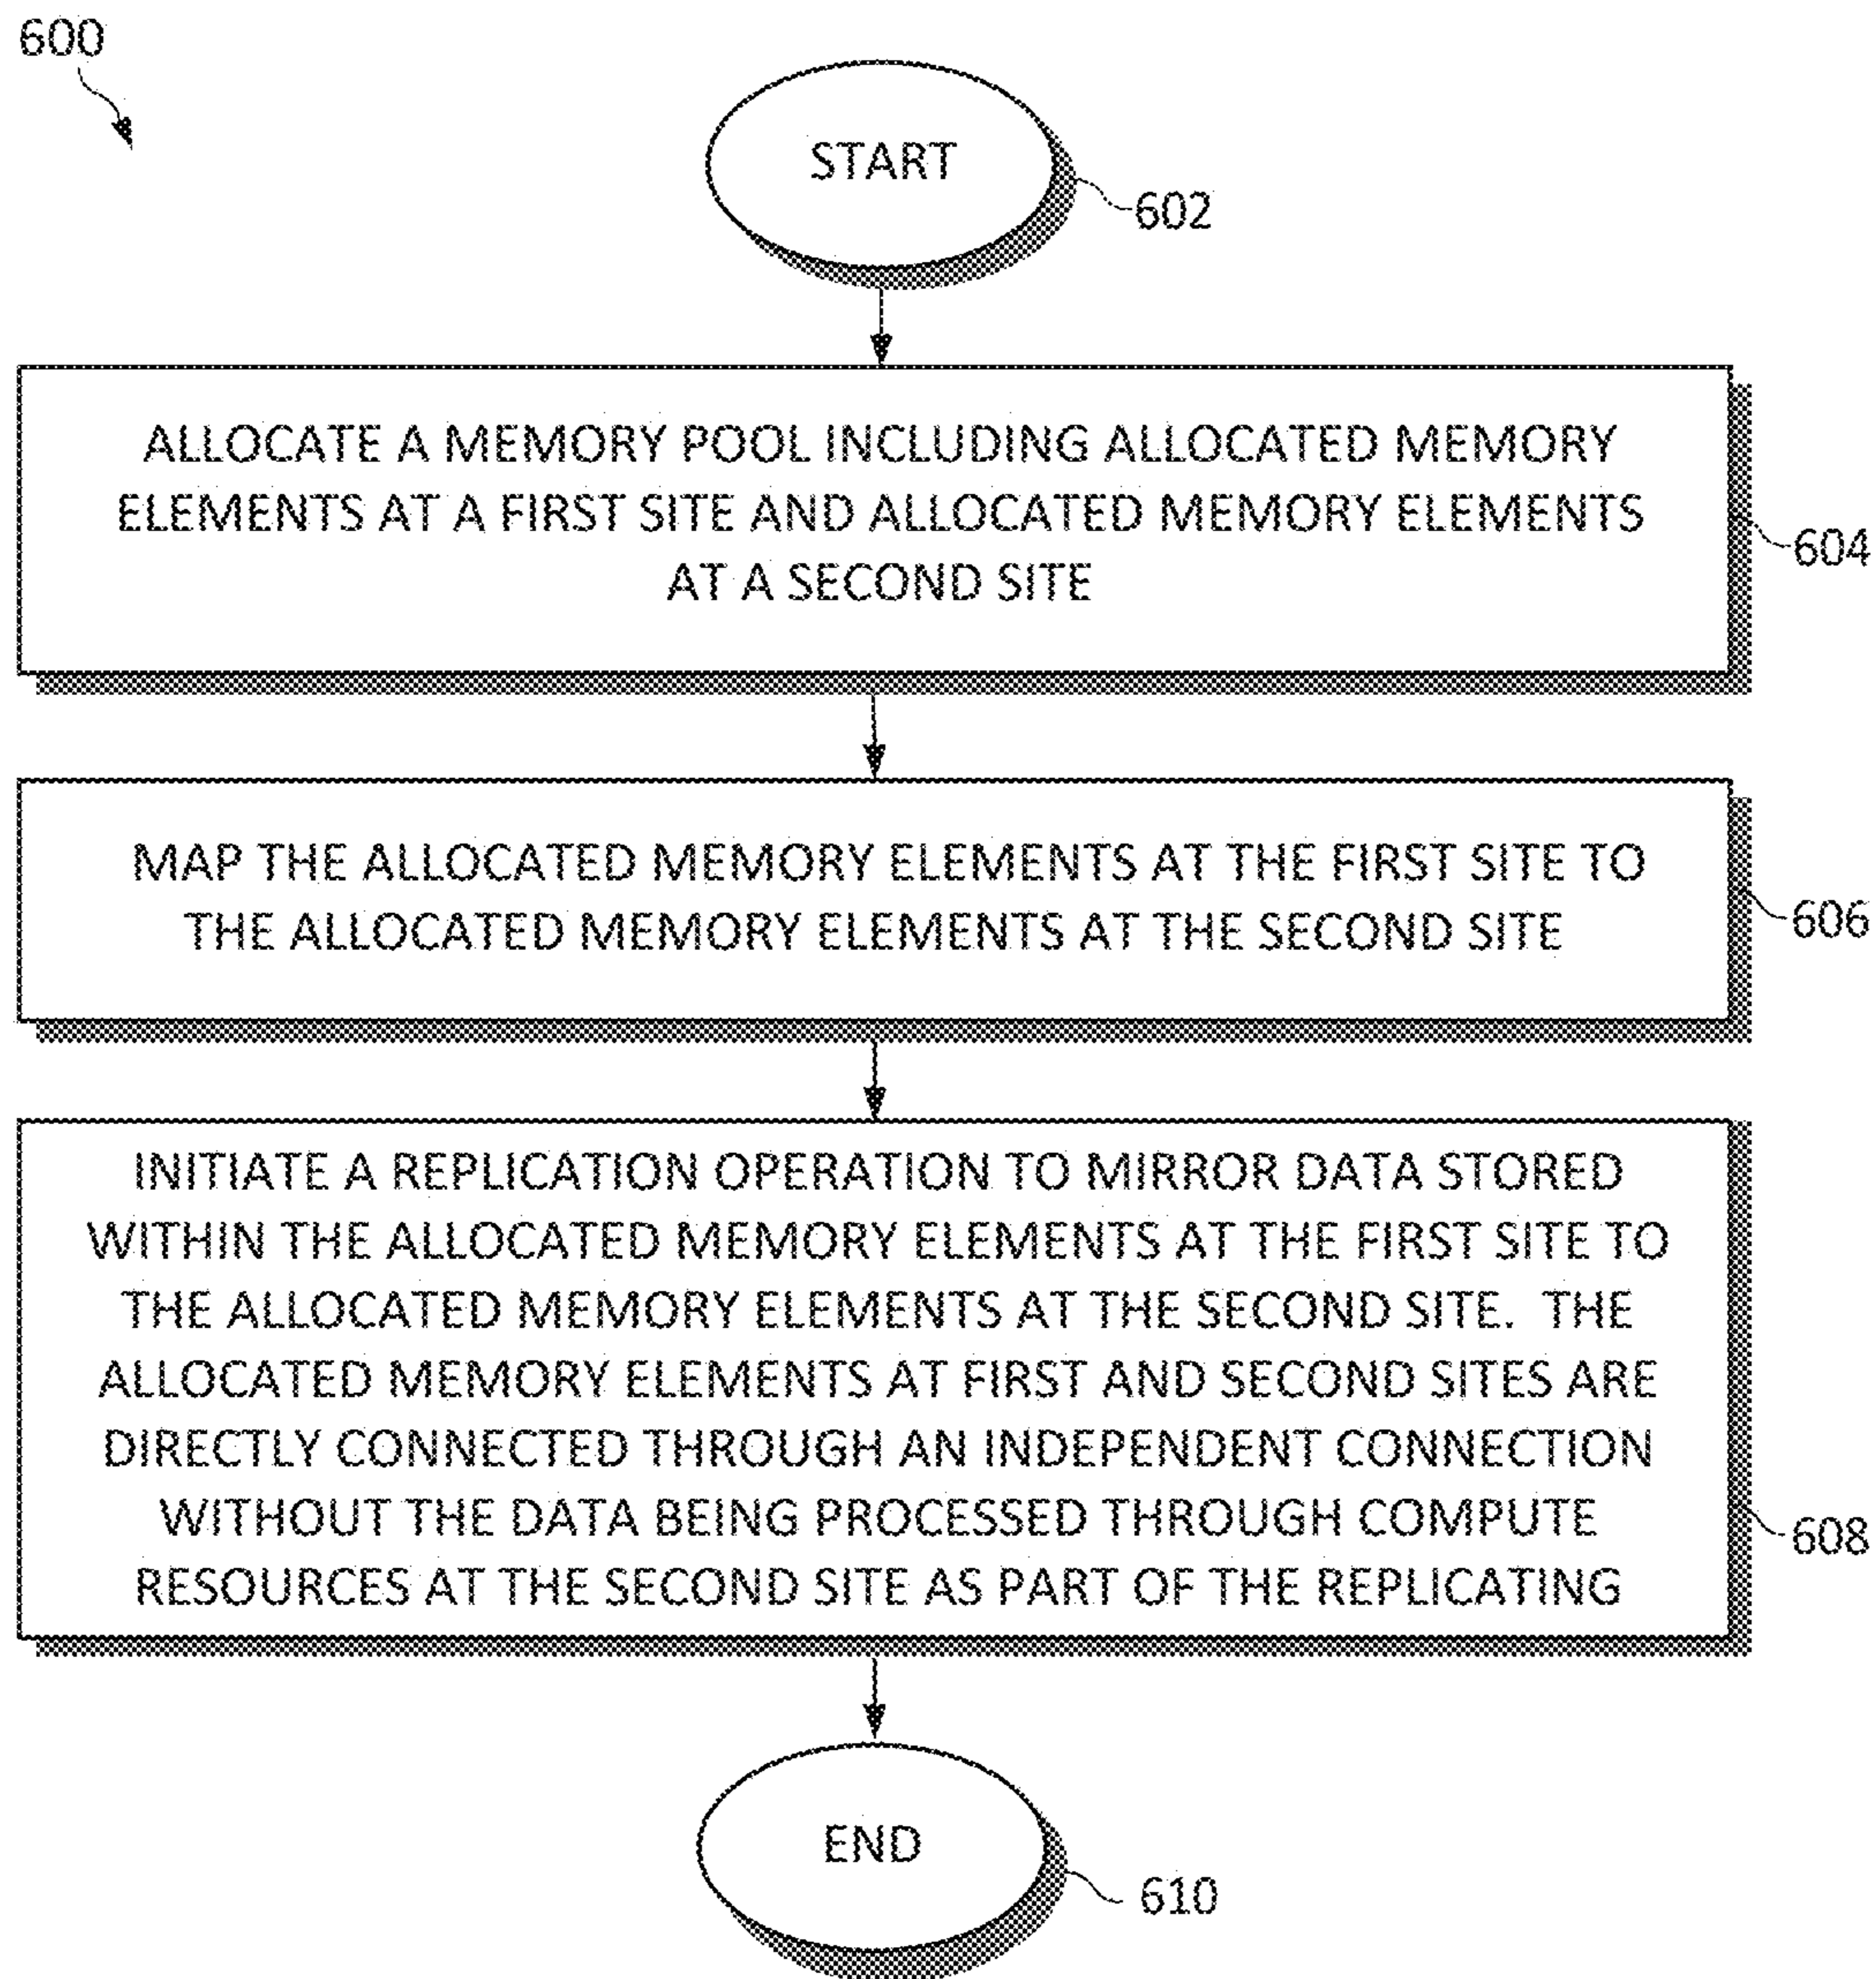 600
START
602
ALLOCATE A MEMORY POOL INCLUDING ALLOCATED MEMORY
ELEMENTS AT A FIRST SITE AND ALLOCATED MEMORY ELEMENTS
AT A SECOND SITE
604
MAP THE ALLOCATED MEMORY ELEMENTS AT THE FIRST SITE TO
THE ALLOCATED MEMORY ELEMENTS AT THE SECOND SITE
606
INITIATE A REPLICATION OPERATION TO MIRROR DATA STORED
WITHIN THE ALLOCATED MEMORY ELEMENTS AT THE FIRST SITE TO
THE ALLOCATED MEMORY ELEMENTS AT THE SECOND SITE. THE
ALLOCATED MEMORY ELEMENTS AT FIRST AND SECOND SITES ARE
DIRECTLY CONNECTED THROUGH AN INDEPENDENT CONNECTION
WITHOUT THE DATA BEING PROCESSED THROUGH COMPUTE
RESOURCES AT THE SECOND SITE AS PART OF THE REPLICATING
608
END
610